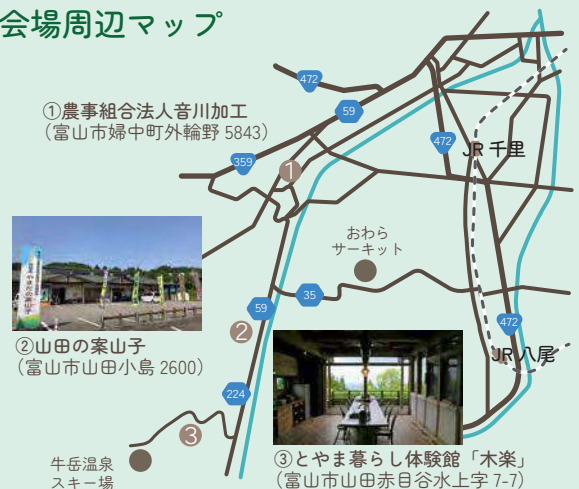 会場周辺マップ
①農事組合法人音川加工
(富山市婦中町外輪野 5843)
472
59
359
①
472
JR 千里
おわら
サーキット
59
35
②
②山田の案山子
(富山市山田小島 2600)
472
JR 八尾
224
③
牛岳温泉
スキー場
③とやま暮らし体験館「木楽」
(富山市山田赤目谷水上字 7-7)